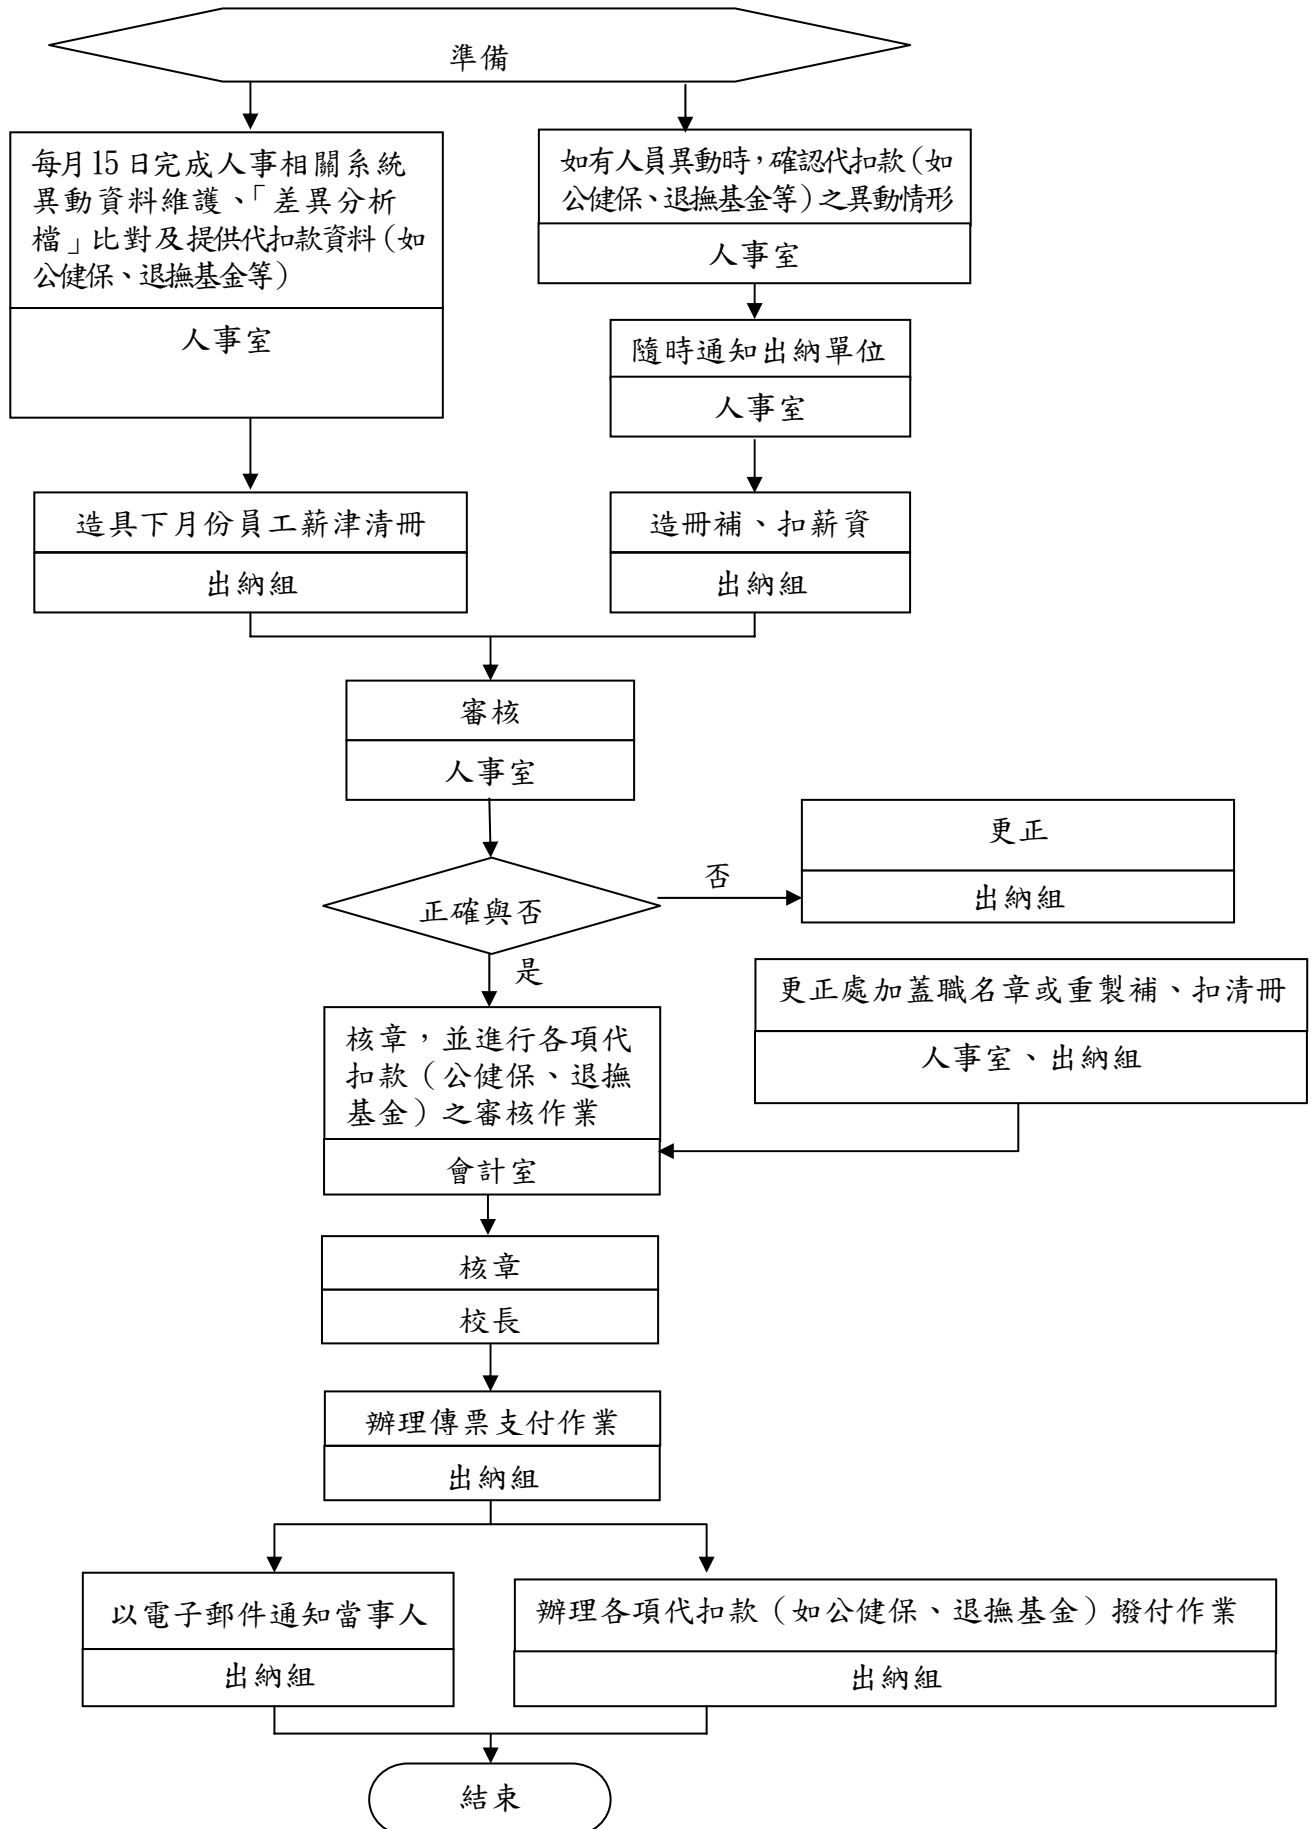 準備
每月15日完成人事相關系統
異動資料維護、「差異分析
檔」比對及提供代扣款資料(如
公健保、退撫基金等)
人事室
如有人員異動時,確認代扣款(如
公健保、退撫基金等)之異動情形
人事室
隨時通知出納單位
人事室
造具下月份員工薪津清冊
出納組
造冊補、扣薪資
出納組
審核
人事室
正確與否
否
更正
出納組
是
更正處加蓋職名章或重製補、扣清冊
人事室、出納組
核章,並進行各項代
扣款(公健保、退撫
基金)之審核作業
會計室
核章
校長
辦理傳票支付作業
出納組
以電子郵件通知當事人
出納組
辦理各項代扣款(如公健保、退撫基金)撥付作業
出納組
結束